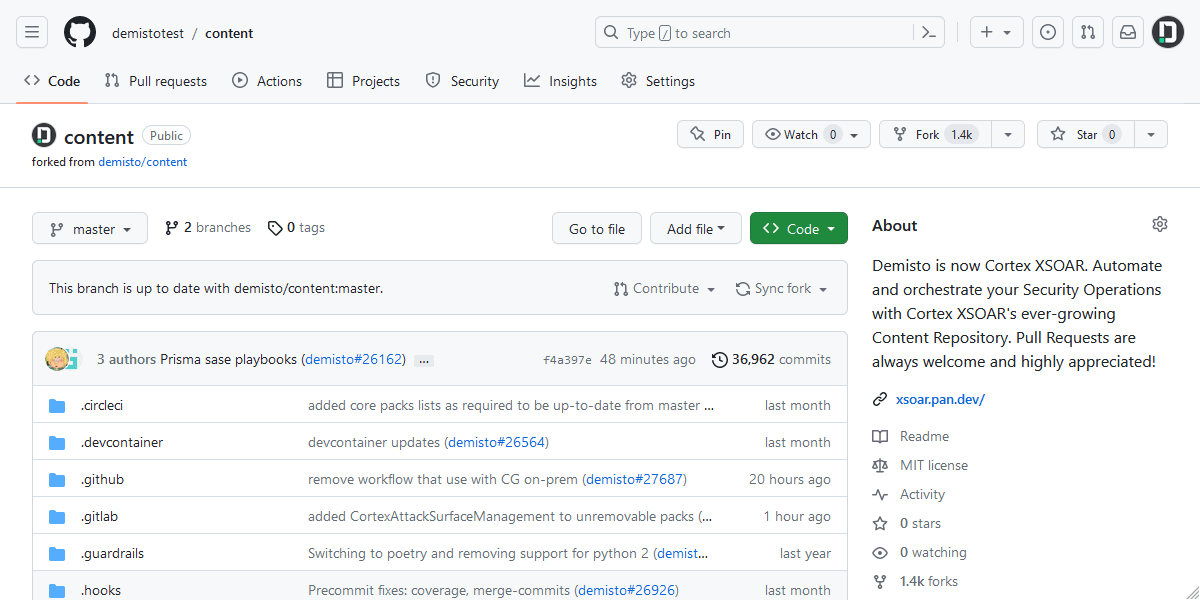 demistotest / content
Type / to search
Code Pull requests Actions Projects Security Insights Settings
content Public
Pin Watch 0 Fork 1.4k Star 0
forked from demisto/content
master 2 branches 0 tags Go to file Add file Code
This branch is up to date with demisto/content:master. Contribute Sync fork
3 authors Prisma sase playbooks (demisto#26162) ... f4a397e 48 minutes ago 36,962 commits
.circleci added core packs lists as required to be up-to-date from master ... last month
.devcontainer devcontainer updates (demisto#26564) last month
.github remove workflow that use with CG on-prem (demisto#27687) 20 hours ago
.gitlab added CortexAttackSurfaceManagement to unremovable packs (... 1 hour ago
.guardrails Switching to poetry and removing support for python 2 (demist... last year
.hooks Precommit fixes: coverage, merge-commits (demisto#26926) last month
About
Demisto is now Cortex XSOAR. Automate
and orchestrate your Security Operations
with Cortex XSOAR's ever-growing
Content Repository. Pull Requests are
always welcome and highly appreciated!
xsoar.pan.dev/
Readme
MIT license
Activity
0 stars
0 watching
1.4k forks